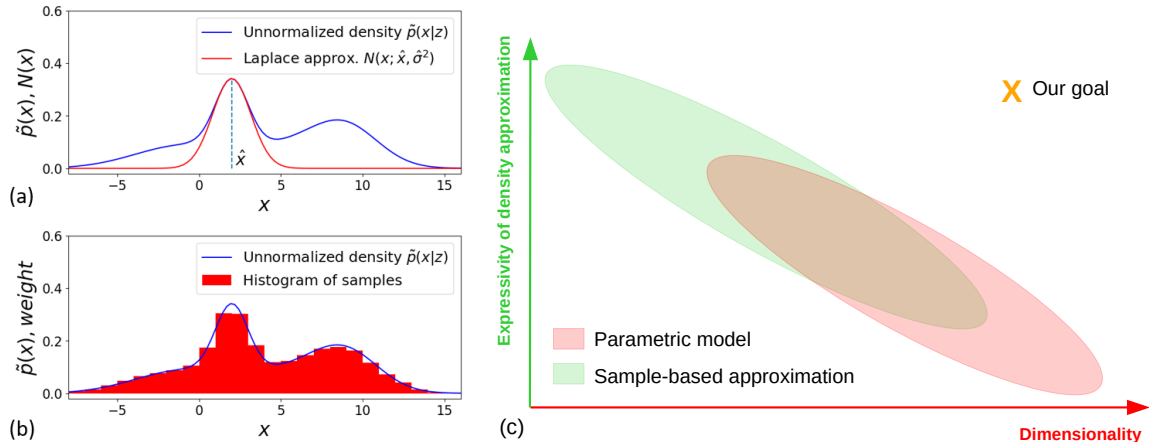 0.6
0.4
0.2
0.0
p̃(x), N(x)
Unnormalized density p̃(x|z)
Laplace approx. N(x; x̂, σ̂²)
x̂
−5 0 5 10 15
x
(a)
0.6
0.4
0.2
0.0
p̃(x), weight
Unnormalized density p̃(x|z)
Histogram of samples
−5 0 5 10 15
x
(b)
Expressivity of density approximation
X Our goal
Parametric model
Sample-based approximation
(c)
Dimensionality